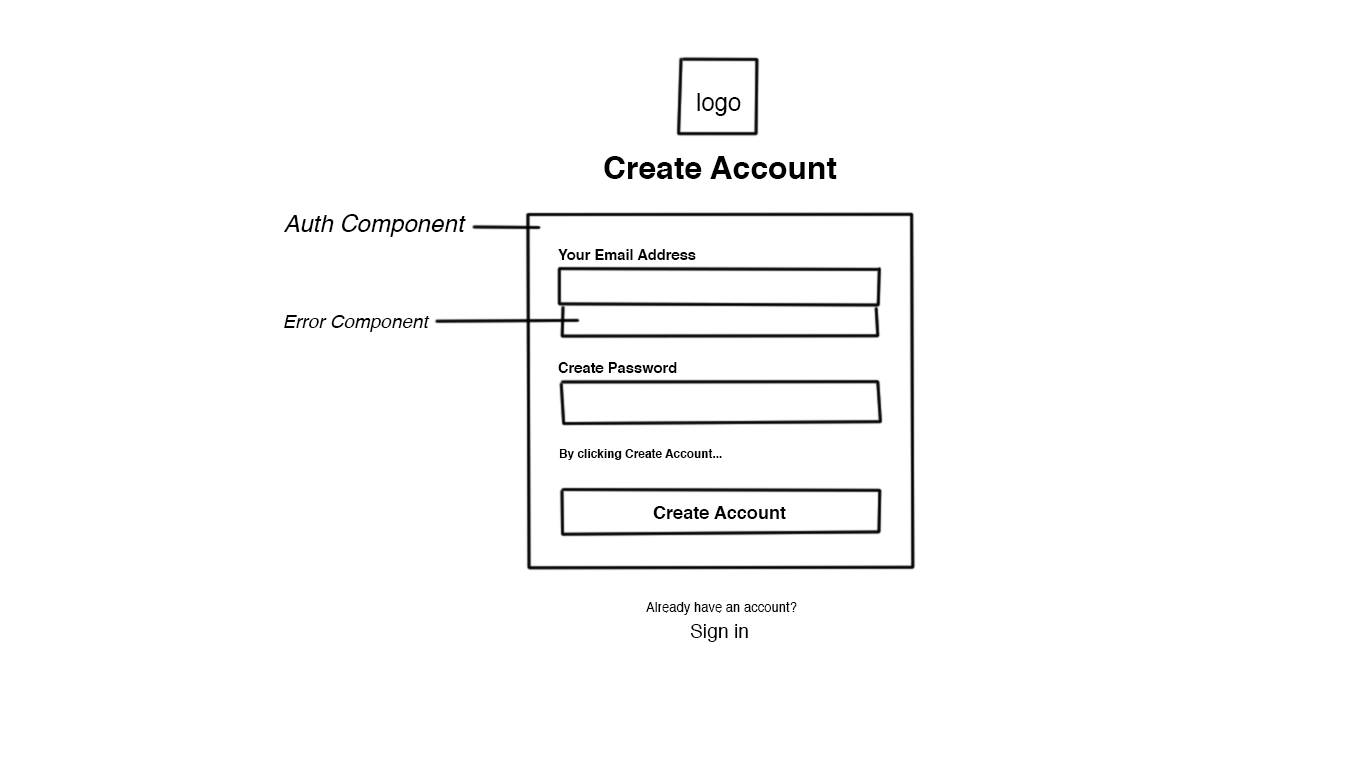 logo
Create Account
Auth Component
Your Email Address
Error Component
Create Password
By clicking Create Account...
Create Account
Already have an account?
Sign in